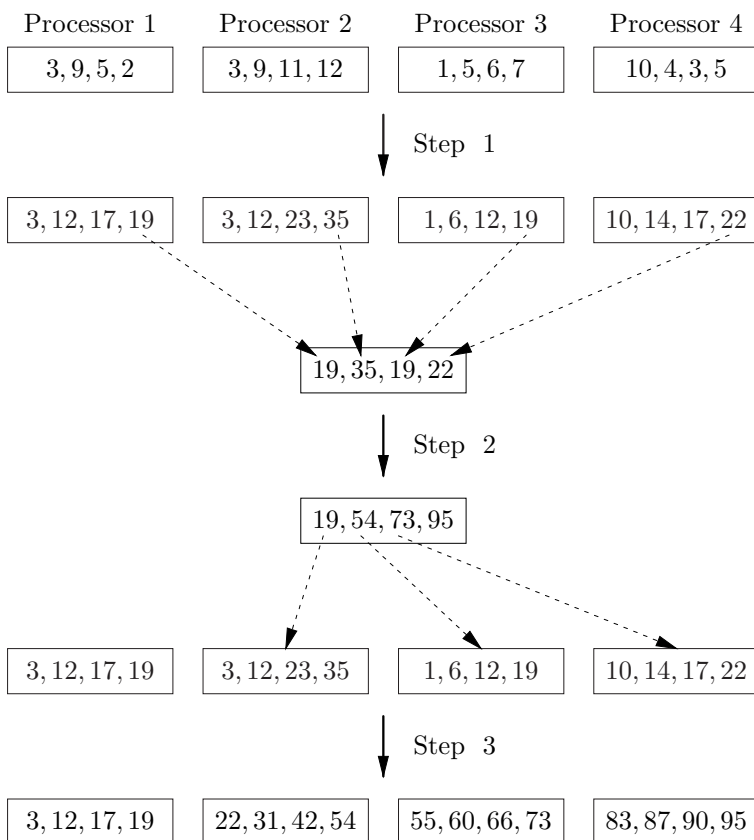 Processor 1 Processor 2 Processor 3 Processor 4
3, 9, 5, 2 3, 9, 11, 12 1, 5, 6, 7 10, 4, 3, 5
Step 1
3, 12, 17, 19 3, 12, 23, 35 1, 6, 12, 19 10, 14, 17, 22
19, 35, 19, 22
Step 2
19, 54, 73, 95
3, 12, 17, 19 3, 12, 23, 35 1, 6, 12, 19 10, 14, 17, 22
Step 3
3, 12, 17, 19 22, 31, 42, 54 55, 60, 66, 73 83, 87, 90, 95